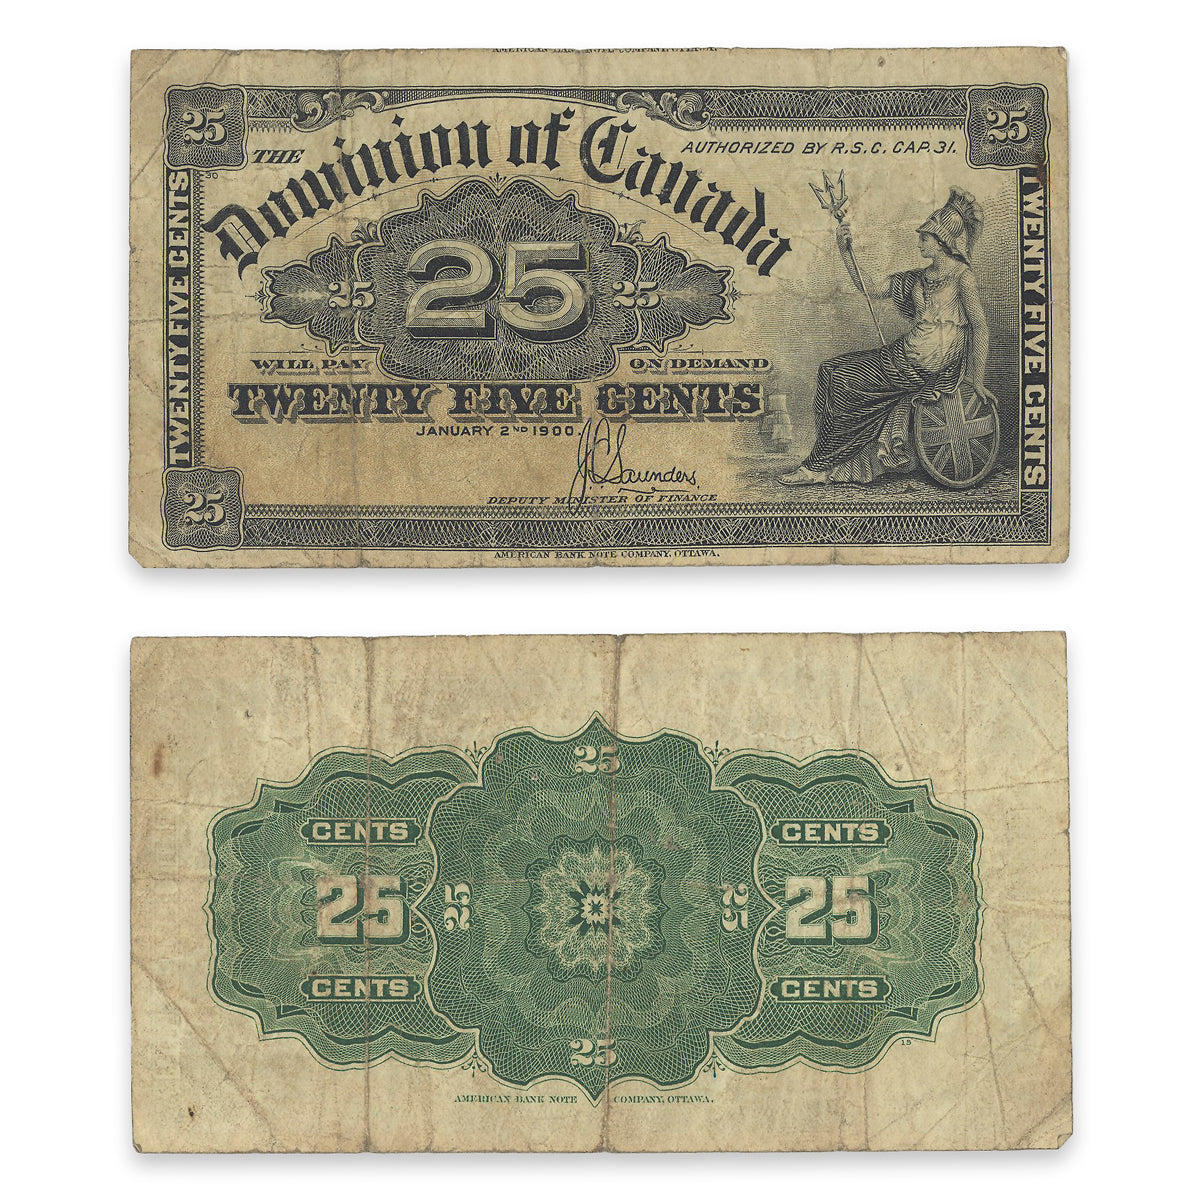 AMERICAN BANK NOTE COMPANY, OTTAWA.
25 25
THE Dominion of Canada
AUTHORIZED BY R.S.C. CAP. 31.
30
TWENTY FIVE CENTS
TWENTY FIVE CENTS
25 25 25
WILL PAY ON DEMAND
TWENTY FIVE CENTS
JANUARY 2ND 1900.
J.C. Saunders,
DEPUTY MINISTER OF FINANCE
25
AMERICAN BANK NOTE COMPANY, OTTAWA.
25
CENTS CENTS
25 25 25 25
CENTS CENTS
25
15
AMERICAN BANK NOTE COMPANY, OTTAWA.